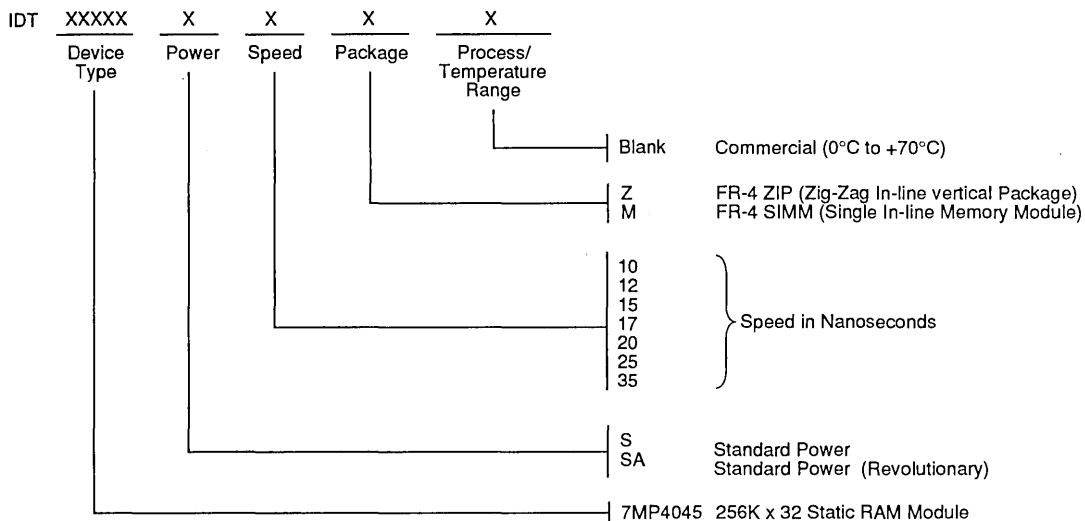 IDT XXXXX X X X X
Device Type Power Speed Package Process/ Temperature Range
Blank Commercial (0°C to +70°C)
Z FR-4 ZIP (Zig-Zag In-line vertical Package)
M FR-4 SIMM (Single In-line Memory Module)
10
12
15
17 Speed in Nanoseconds
20
25
35
S Standard Power
SA Standard Power (Revolutionary)
7MP4045 256K x 32 Static RAM Module